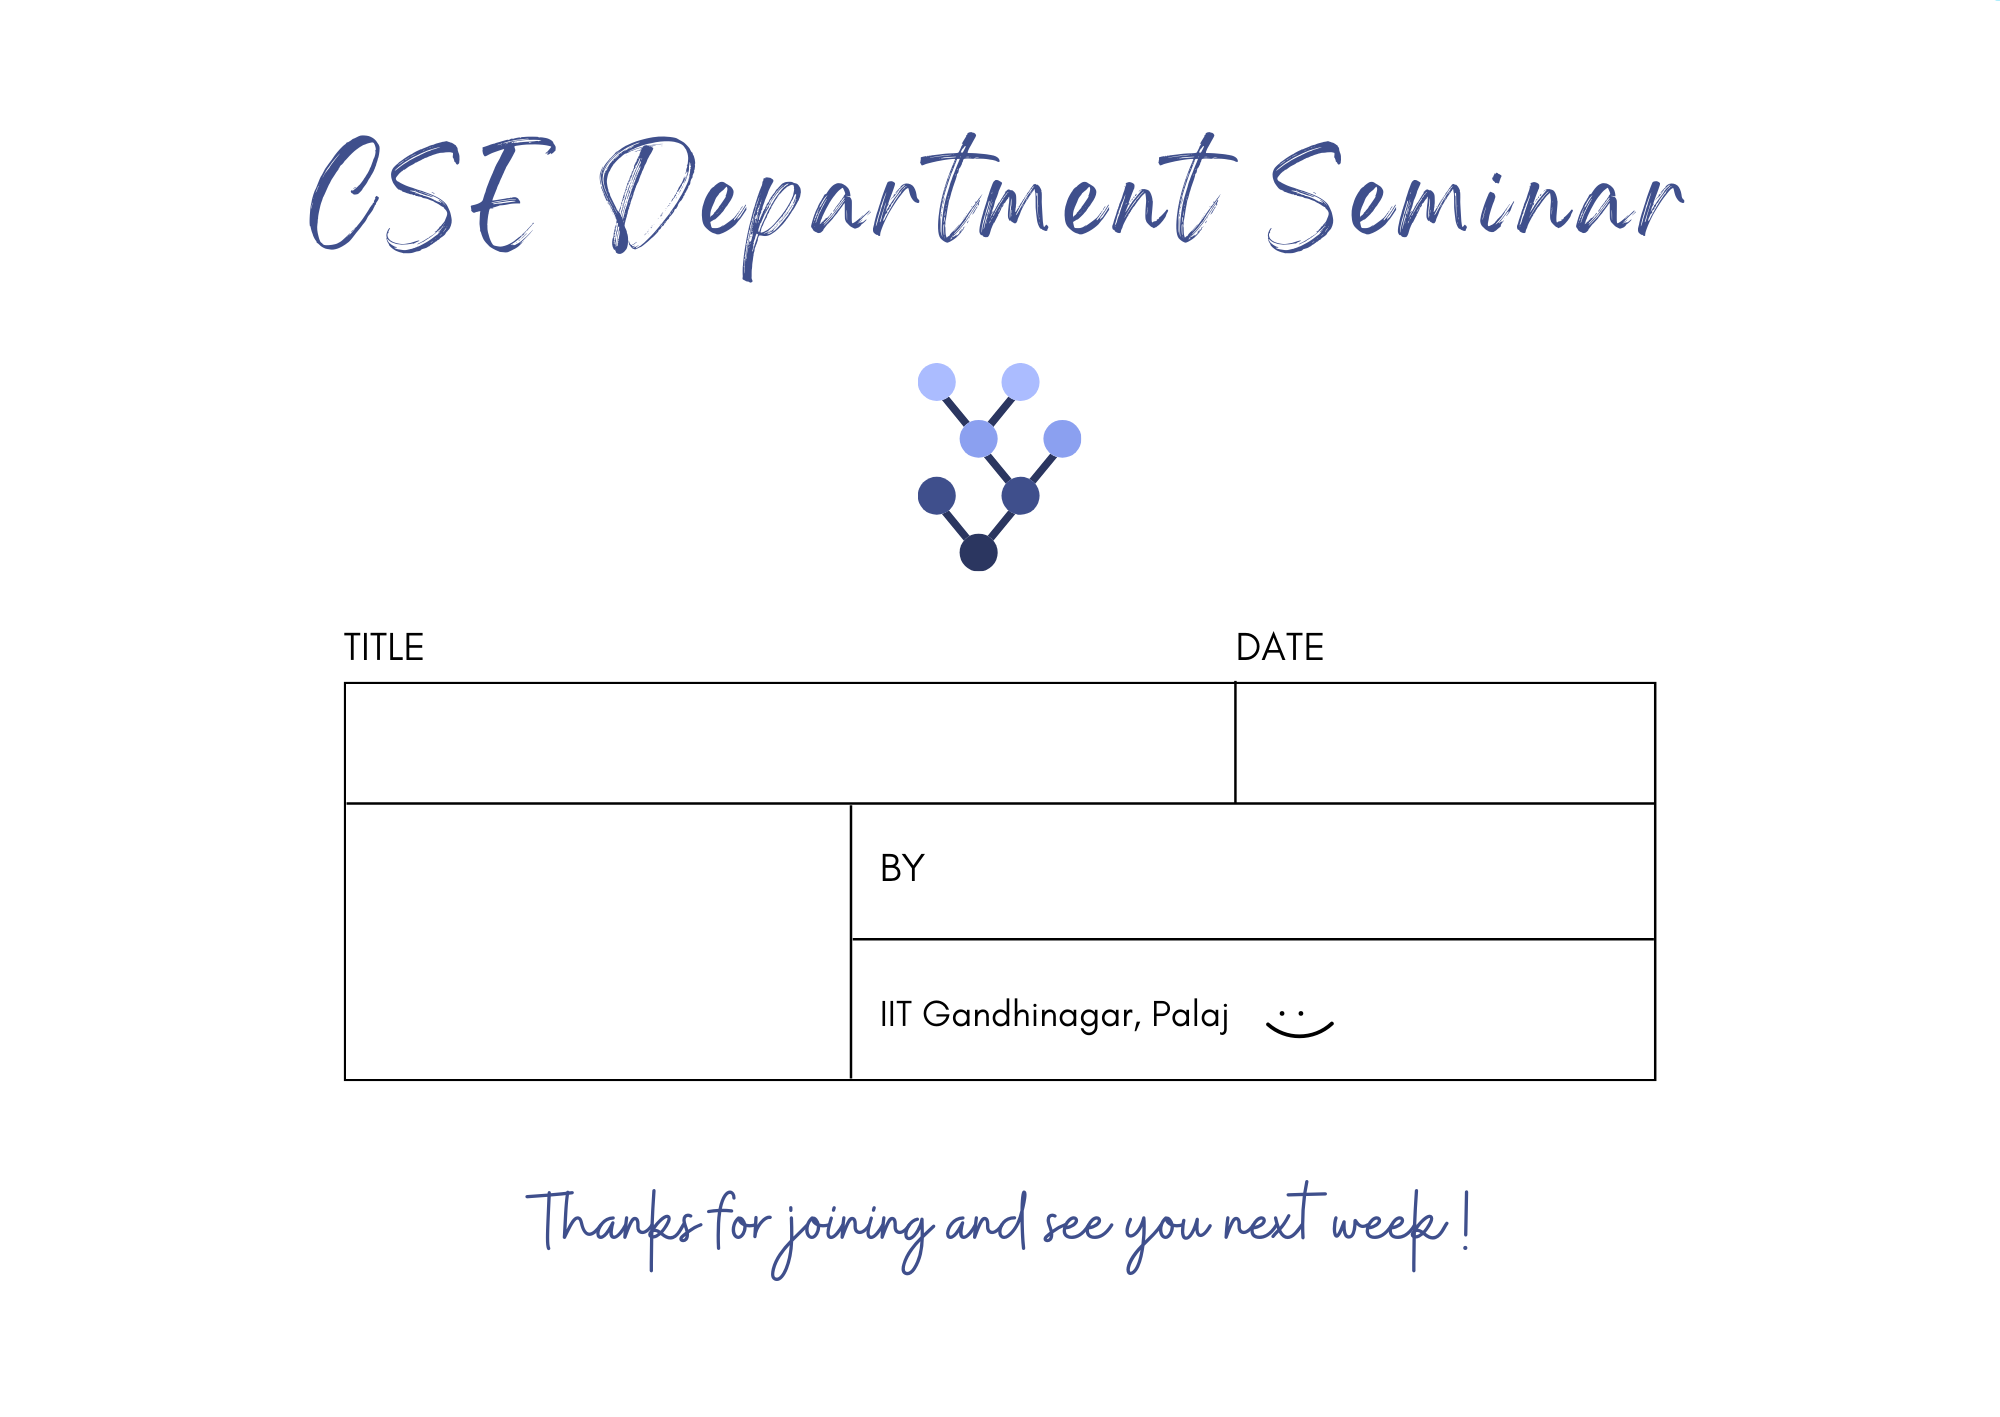 CSE Department Seminar
TITLE DATE
BY
IIT Gandhinagar, Palaj
Thanks for joining and see you next week !